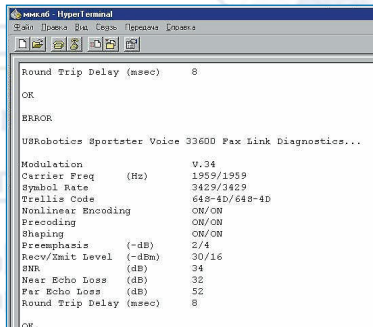 ммкл6 - HyperTerminal
Файл Правка Вид Связь Передача Справка
Round Trip Delay (msec) 8
OK
ERROR
USRobotics Sportster Voice 33600 Fax Link Diagnostics...
Modulation V.34
Carrier Freq (Hz) 1959/1959
Symbol Rate 3429/3429
Trellis Code 64S-4D/64S-4D
Nonlinear Encoding ON/ON
Precoding ON/ON
Shaping ON/ON
Preemphasis (-dB) 2/4
Recv/Xmit Level (-dBm) 30/16
SNR (dB) 34
Near Echo Loss (dB) 32
Far Echo Loss (dB) 52
Round Trip Delay (msec) 8
OK